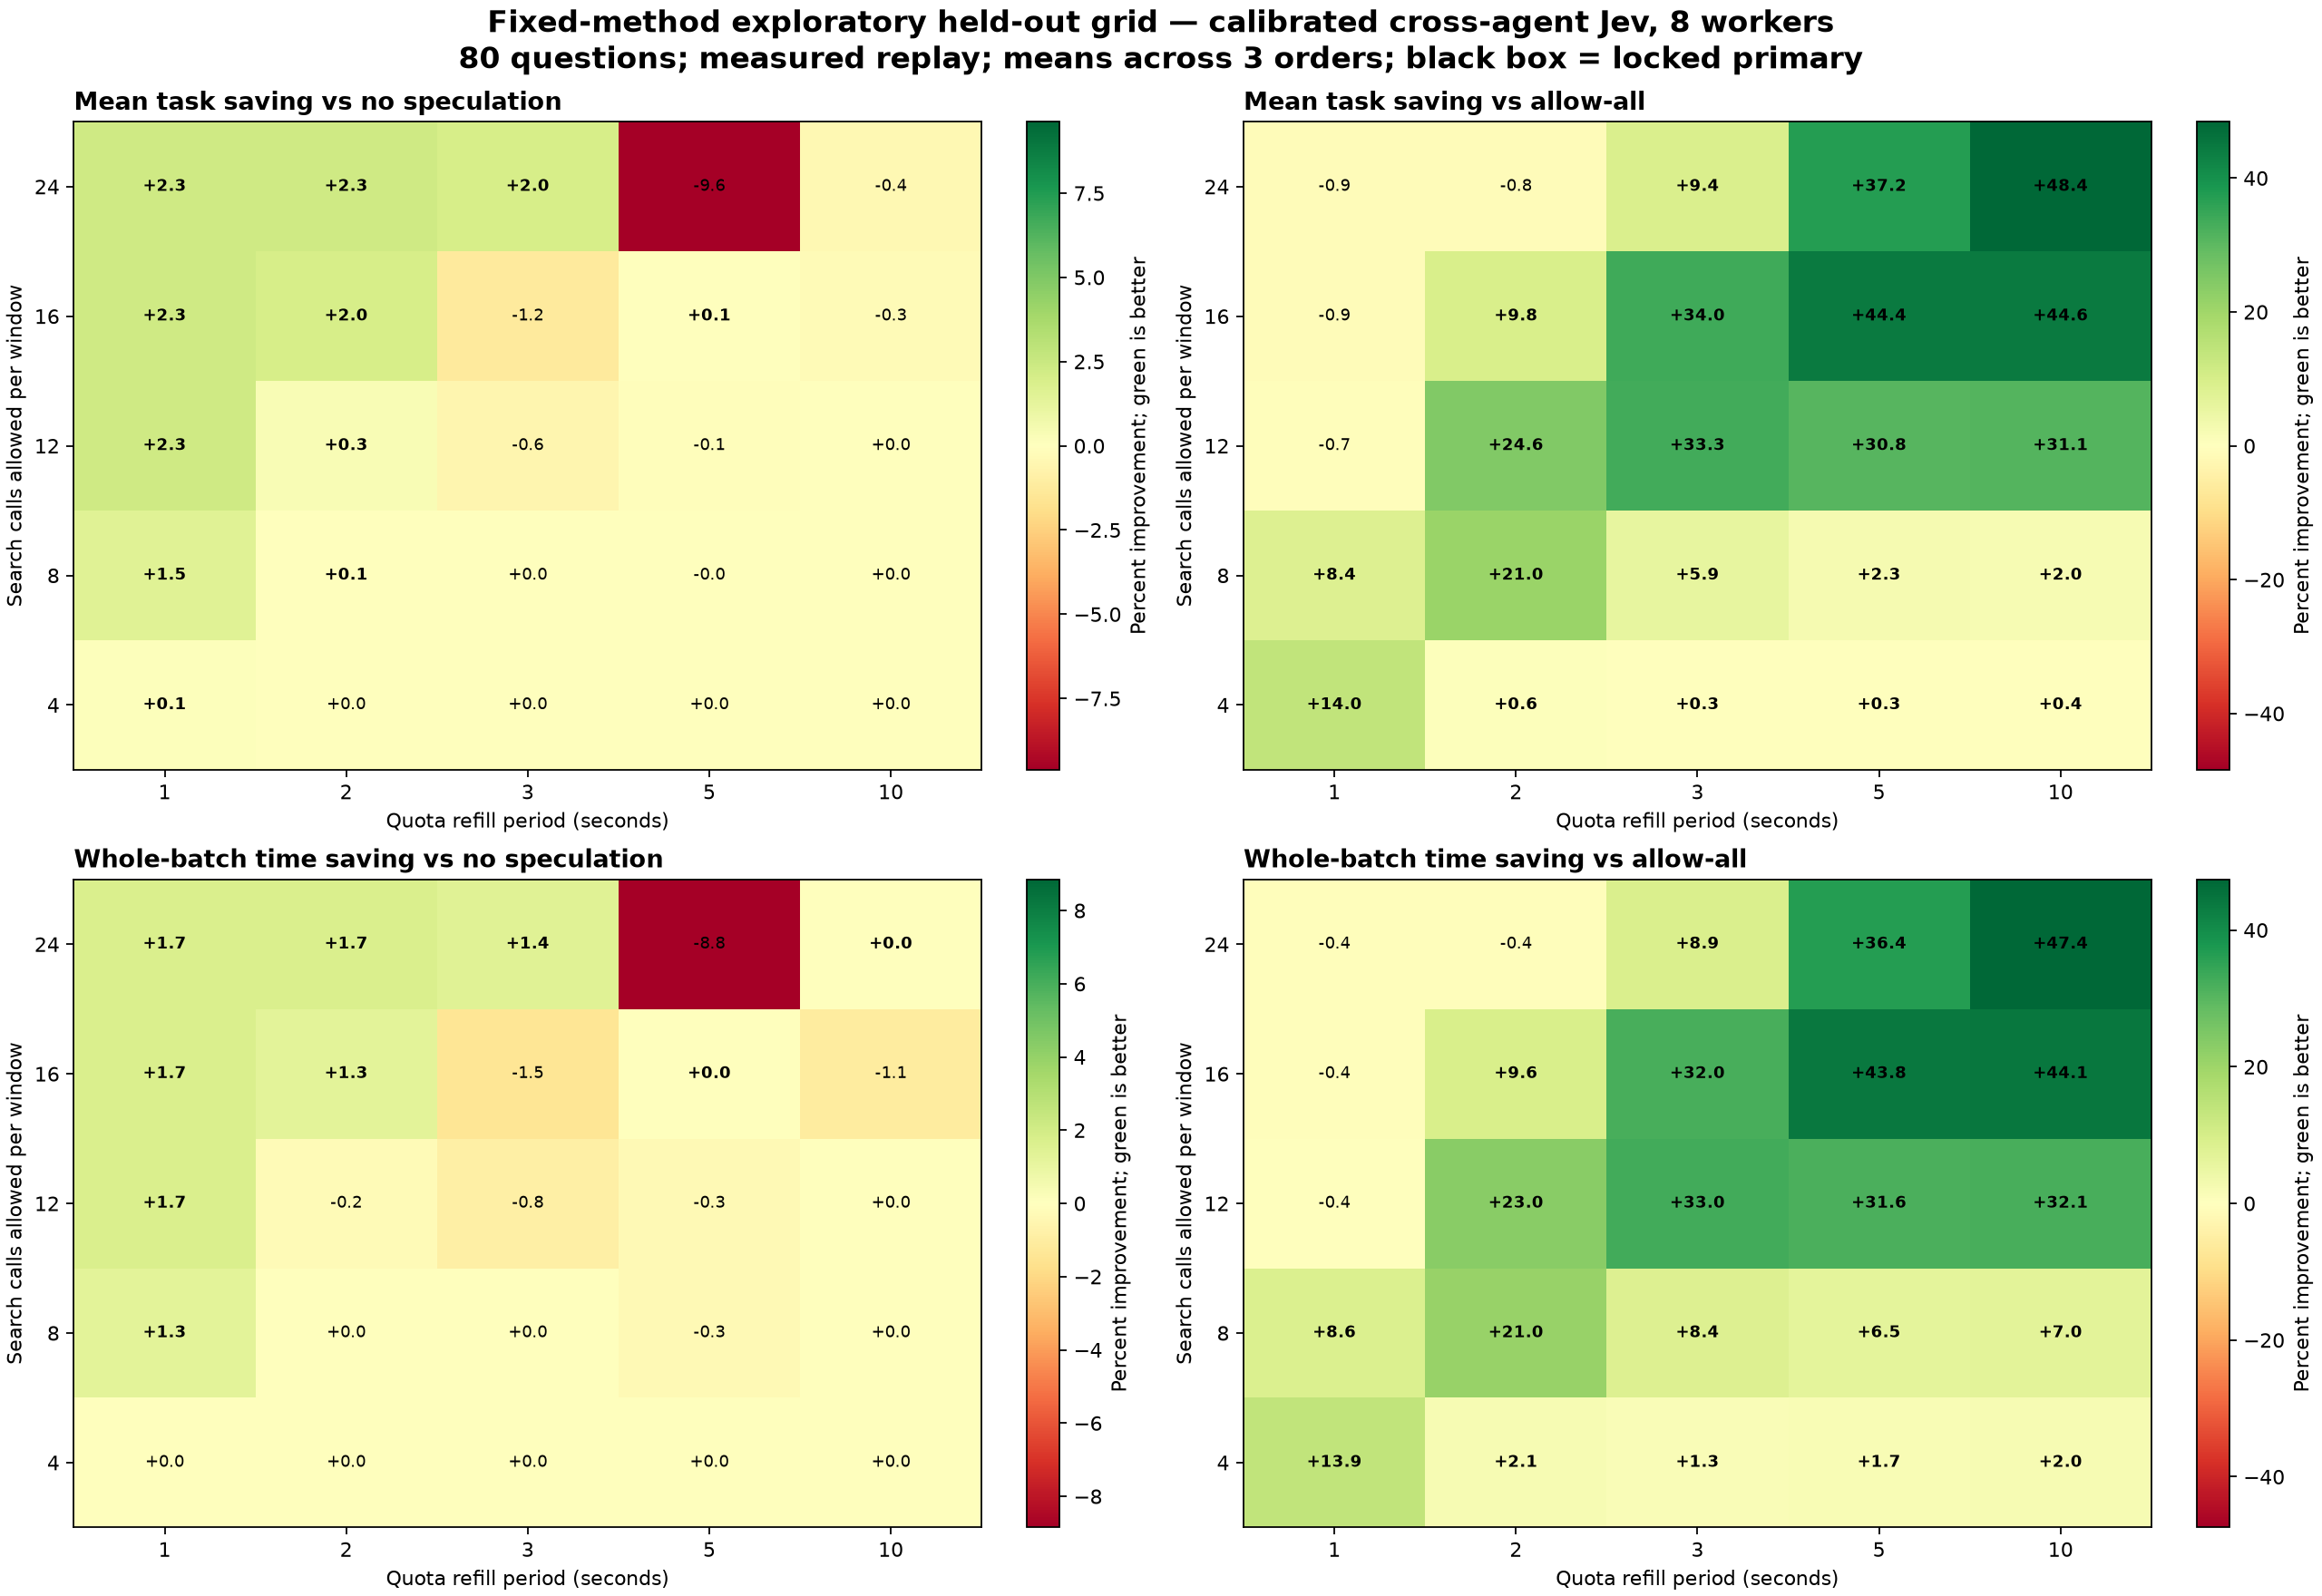 Fixed-method exploratory held-out grid — calibrated cross-agent Jev, 8 workers
80 questions; measured replay; means across 3 orders; black box = locked primary
Mean task saving vs no speculation
Search calls allowed per window
24 +2.3 +2.3 +2.0 -9.6 -0.4
16 +2.3 +2.0 -1.2 +0.1 -0.3
12 +2.3 +0.3 -0.6 -0.1 +0.0
8 +1.5 +0.1 +0.0 -0.0 +0.0
4 +0.1 +0.0 +0.0 +0.0 +0.0
1 2 3 5 10
Quota refill period (seconds)
7.5
5.0
2.5
0.0
−2.5
−5.0
−7.5
Percent improvement; green is better
Mean task saving vs allow-all
Search calls allowed per window
24 -0.9 -0.8 +9.4 +37.2 +48.4
16 -0.9 +9.8 +34.0 +44.4 +44.6
12 -0.7 +24.6 +33.3 +30.8 +31.1
8 +8.4 +21.0 +5.9 +2.3 +2.0
4 +14.0 +0.6 +0.3 +0.3 +0.4
1 2 3 5 10
Quota refill period (seconds)
40
20
0
−20
−40
Percent improvement; green is better
Whole-batch time saving vs no speculation
Search calls allowed per window
24 +1.7 +1.7 +1.4 -8.8 +0.0
16 +1.7 +1.3 -1.5 +0.0 -1.1
12 +1.7 -0.2 -0.8 -0.3 +0.0
8 +1.3 +0.0 +0.0 -0.3 +0.0
4 +0.0 +0.0 +0.0 +0.0 +0.0
1 2 3 5 10
Quota refill period (seconds)
8
6
4
2
0
−2
−4
−6
−8
Percent improvement; green is better
Whole-batch time saving vs allow-all
Search calls allowed per window
24 -0.4 -0.4 +8.9 +36.4 +47.4
16 -0.4 +9.6 +32.0 +43.8 +44.1
12 -0.4 +23.0 +33.0 +31.6 +32.1
8 +8.6 +21.0 +8.4 +6.5 +7.0
4 +13.9 +2.1 +1.3 +1.7 +2.0
1 2 3 5 10
Quota refill period (seconds)
40
20
0
−20
−40
Percent improvement; green is better